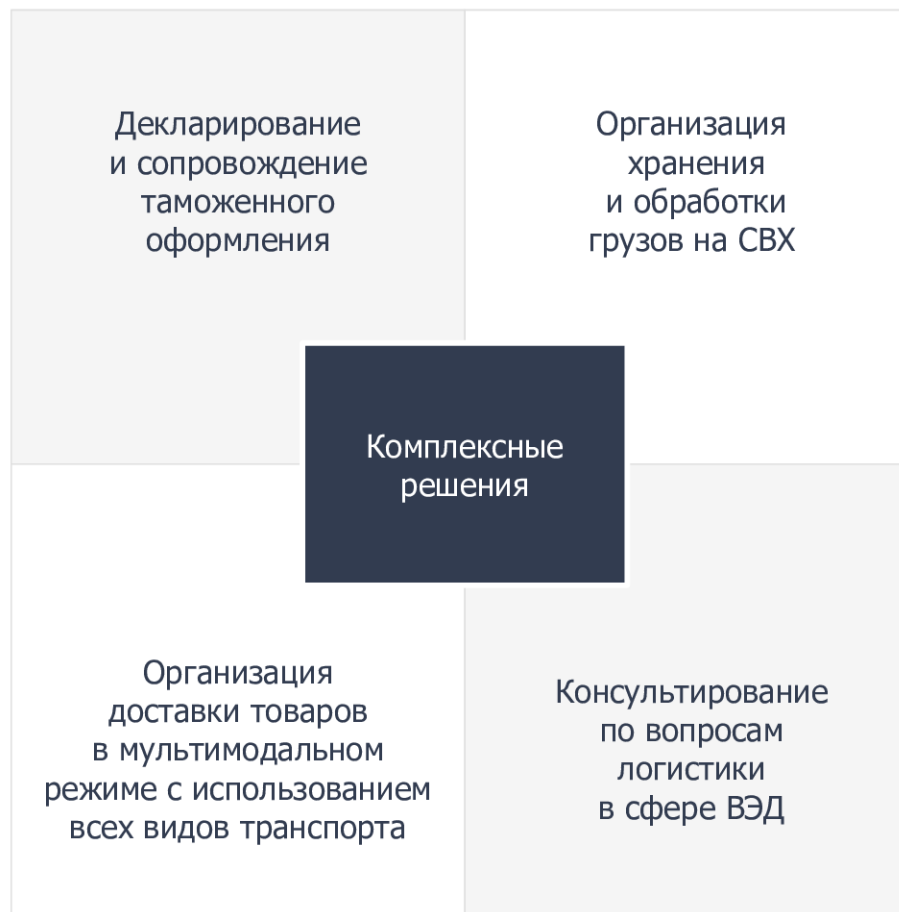 Декларирование
и сопровождение
таможенного
оформления
Организация
хранения
и обработки
грузов на СВХ
Комплексные
решения
Организация
доставки товаров
в мультимодальном
режиме с использованием
всех видов транспорта
Консультирование
по вопросам
логистики
в сфере ВЭД